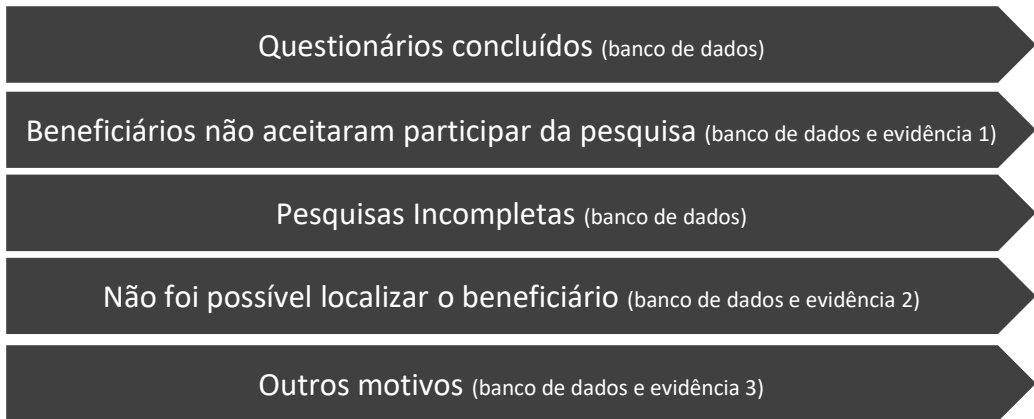 Questionários concluídos (banco de dados)
Beneficiários não aceitaram participar da pesquisa (banco de dados e evidência 1)
Pesquisas Incompletas (banco de dados)
Não foi possível localizar o beneficiário (banco de dados e evidência 2)
Outros motivos (banco de dados e evidência 3)